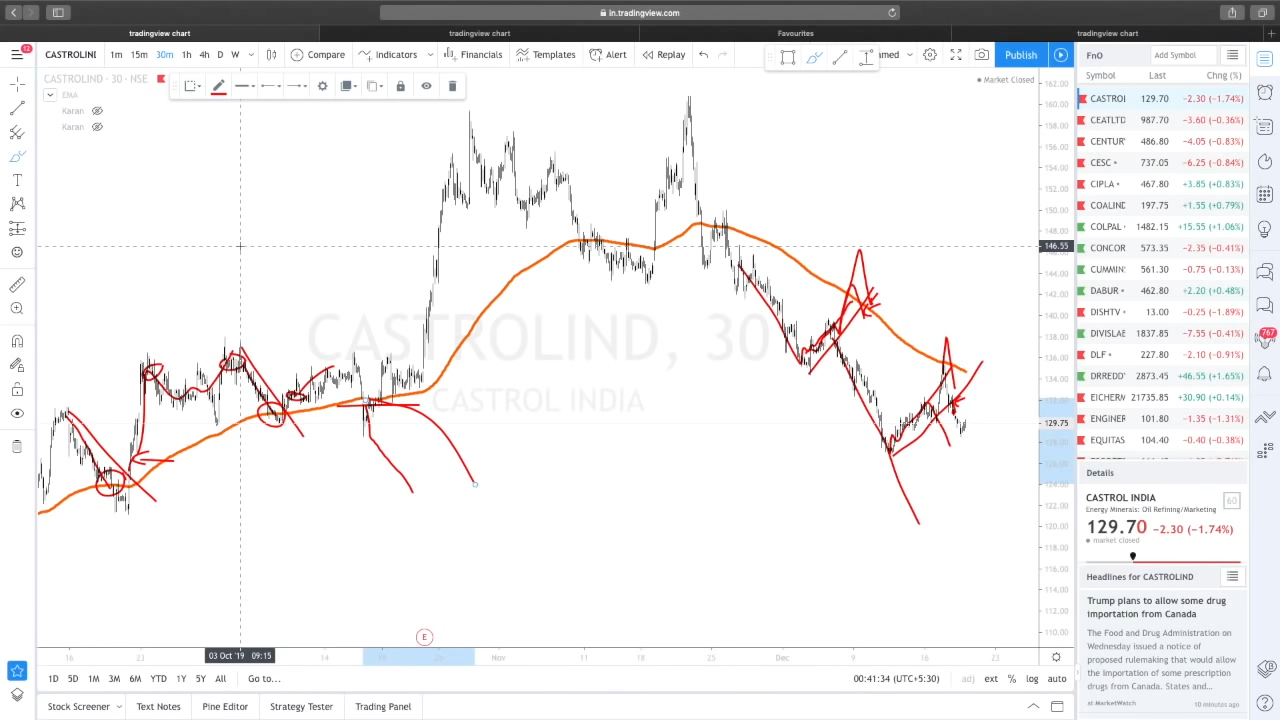 in.tradingview.com
tradingview chart
tradingview chart
Favourites
tradingview chart
12
CASTROLIND
1m 15m 30m 1h 4h D W
Compare
Indicators
Financials
Templates
Alert
Replay
Publish
CASTROLIND · 30 · NSE
EMA
Karan
Karan
Market Closed
CASTROLIND, 30
CASTROL INDIA
162.00
158.00
156.00
154.00
152.00
150.00
148.00
146.55
144.00
142.00
140.00
138.00
136.00
134.00
129.75
124.00
122.00
120.00
118.00
116.00
114.00
112.00
110.00
E
16
23
03 Oct '19 09:15
14
Nov
11
18
25
Dec
9
16
23
1D 5D 1M 3M 6M YTD 1Y 5Y All Go to...
00:41:34 (UTC+5:30)
ext % log auto
Stock Screener
Text Notes
Pine Editor
Strategy Tester
Trading Panel
FnO
Add Symbol
Symbol Last Chng (%)
CASTROI 129.70 −2.30 (−1.74%)
CEATLTD 987.70 −3.60 (−0.36%)
CENTUR 486.80 −4.05 (−0.83%)
CESC 737.05 −6.25 (−0.84%)
CIPLA 467.80 +3.85 (+0.83%)
COALIND 197.75 +1.55 (+0.79%)
COLPAL 1482.15 +15.55 (+1.06%)
CONCOR 573.35 −2.35 (−0.41%)
CUMMIN 561.30 −0.75 (−0.13%)
DABUR 462.80 +2.20 (+0.48%)
DISHTV 13.00 −0.25 (−1.89%)
DIVISLAB 1837.85 −7.55 (−0.41%)
DLF 228.55 −2.10 (−0.91%)
DRREDD 2873.45 +46.55 (+1.65%)
EICHERM 21735.85 +30.90 (+0.14%)
ENGINER 101.80 −1.35 (−1.31%)
EQUITAS 104.40 −0.40 (−0.38%)
767
Details
CASTROL INDIA
60
Energy Minerals: Oil Refining/Marketing
129.70 −2.30 (−1.74%)
market closed
Headlines for CASTROLIND
Trump plans to allow some drug
importation from Canada
The Food and Drug Administration on
Wednesday issued a notice of
proposed rulemaking that would allow
the importation of some prescription
drugs from Canada. States and...
MarketWatch
10 minutes ago